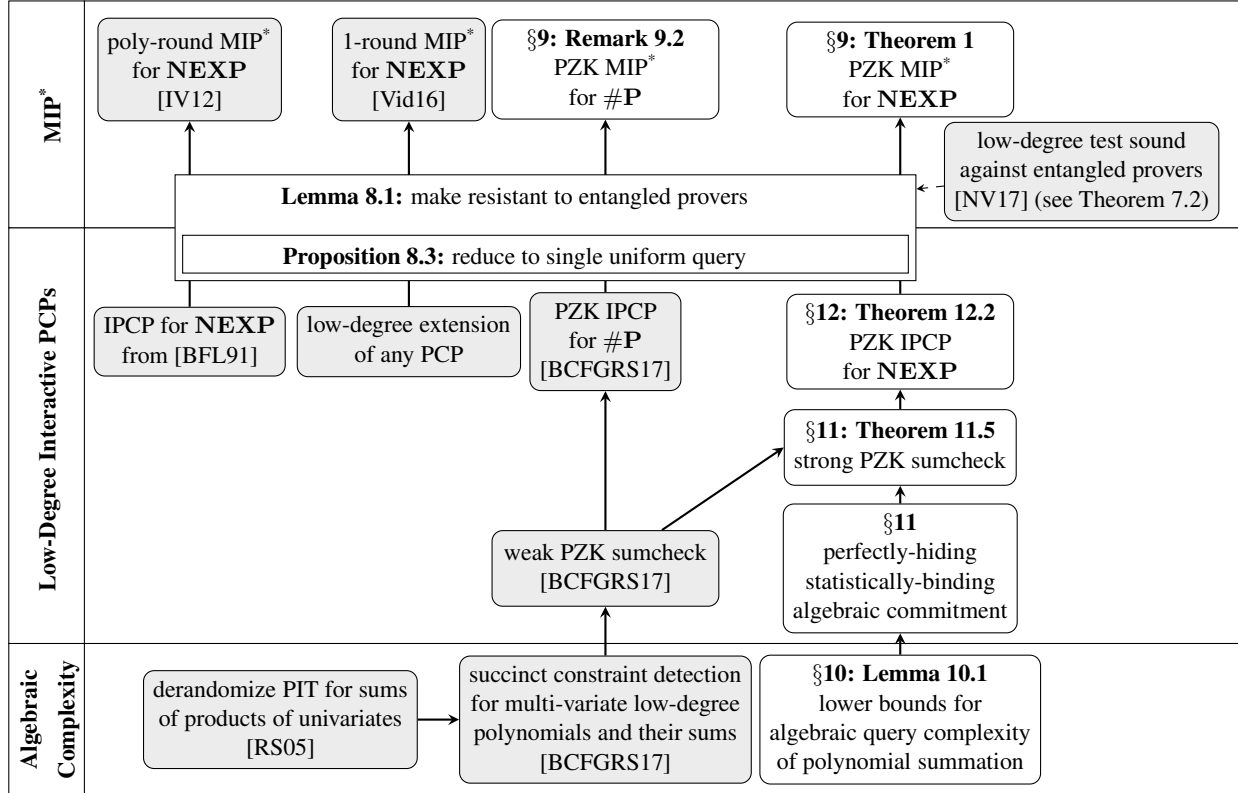 MIP*
poly-round MIP*
for NEXP
[IV12]
1-round MIP*
for NEXP
[Vid16]
§9: Remark 9.2
PZK MIP*
for #P
§9: Theorem 1
PZK MIP*
for NEXP
low-degree test sound
against entangled provers
[NV17] (see Theorem 7.2)
Lemma 8.1: make resistant to entangled provers
Proposition 8.3: reduce to single uniform query
Low-Degree Interactive PCPs
IPCP for NEXP
from [BFL91]
low-degree extension
of any PCP
PZK IPCP
for #P
[BCFGRS17]
§12: Theorem 12.2
PZK IPCP
for NEXP
§11: Theorem 11.5
strong PZK sumcheck
weak PZK sumcheck
[BCFGRS17]
§11
perfectly-hiding
statistically-binding
algebraic commitment
Algebraic
Complexity
derandomize PIT for sums
of products of univariates
[RS05]
succinct constraint detection
for multi-variate low-degree
polynomials and their sums
[BCFGRS17]
§10: Lemma 10.1
lower bounds for
algebraic query complexity
of polynomial summation